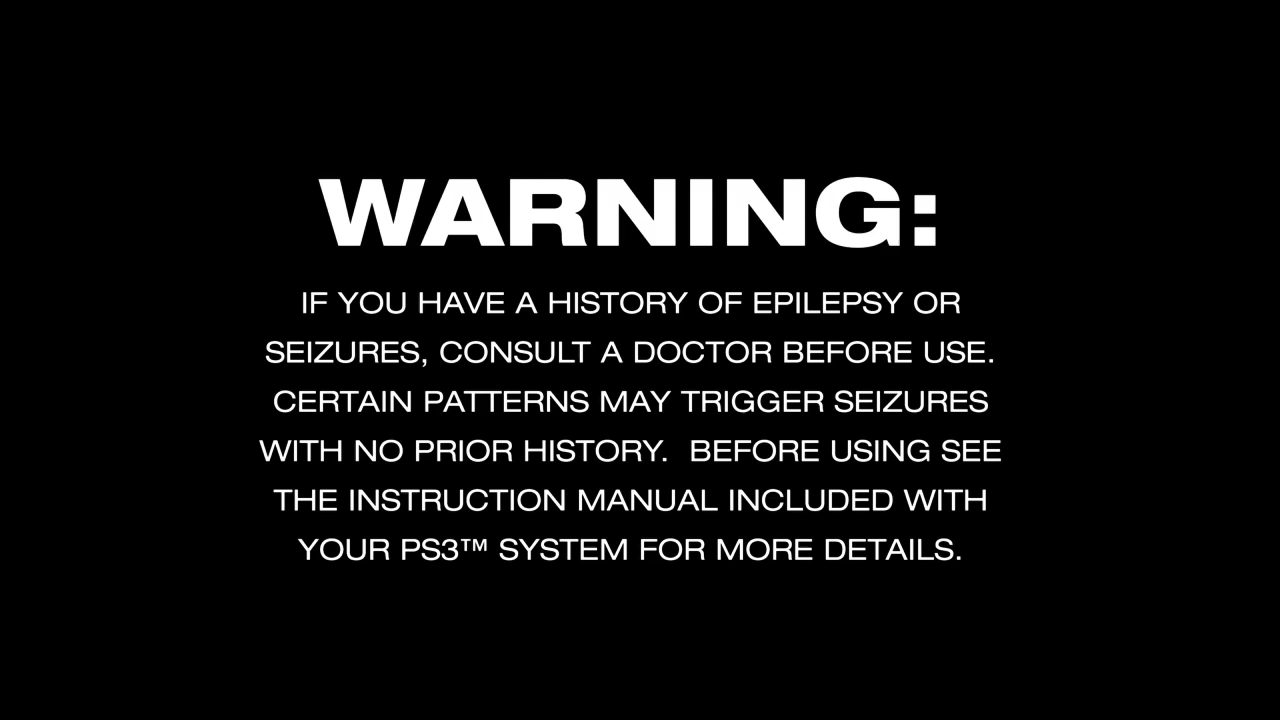 WARNING:
IF YOU HAVE A HISTORY OF EPILEPSY OR
SEIZURES, CONSULT A DOCTOR BEFORE USE.
CERTAIN PATTERNS MAY TRIGGER SEIZURES
WITH NO PRIOR HISTORY.  BEFORE USING SEE
THE INSTRUCTION MANUAL INCLUDED WITH
YOUR PS3™ SYSTEM FOR MORE DETAILS.